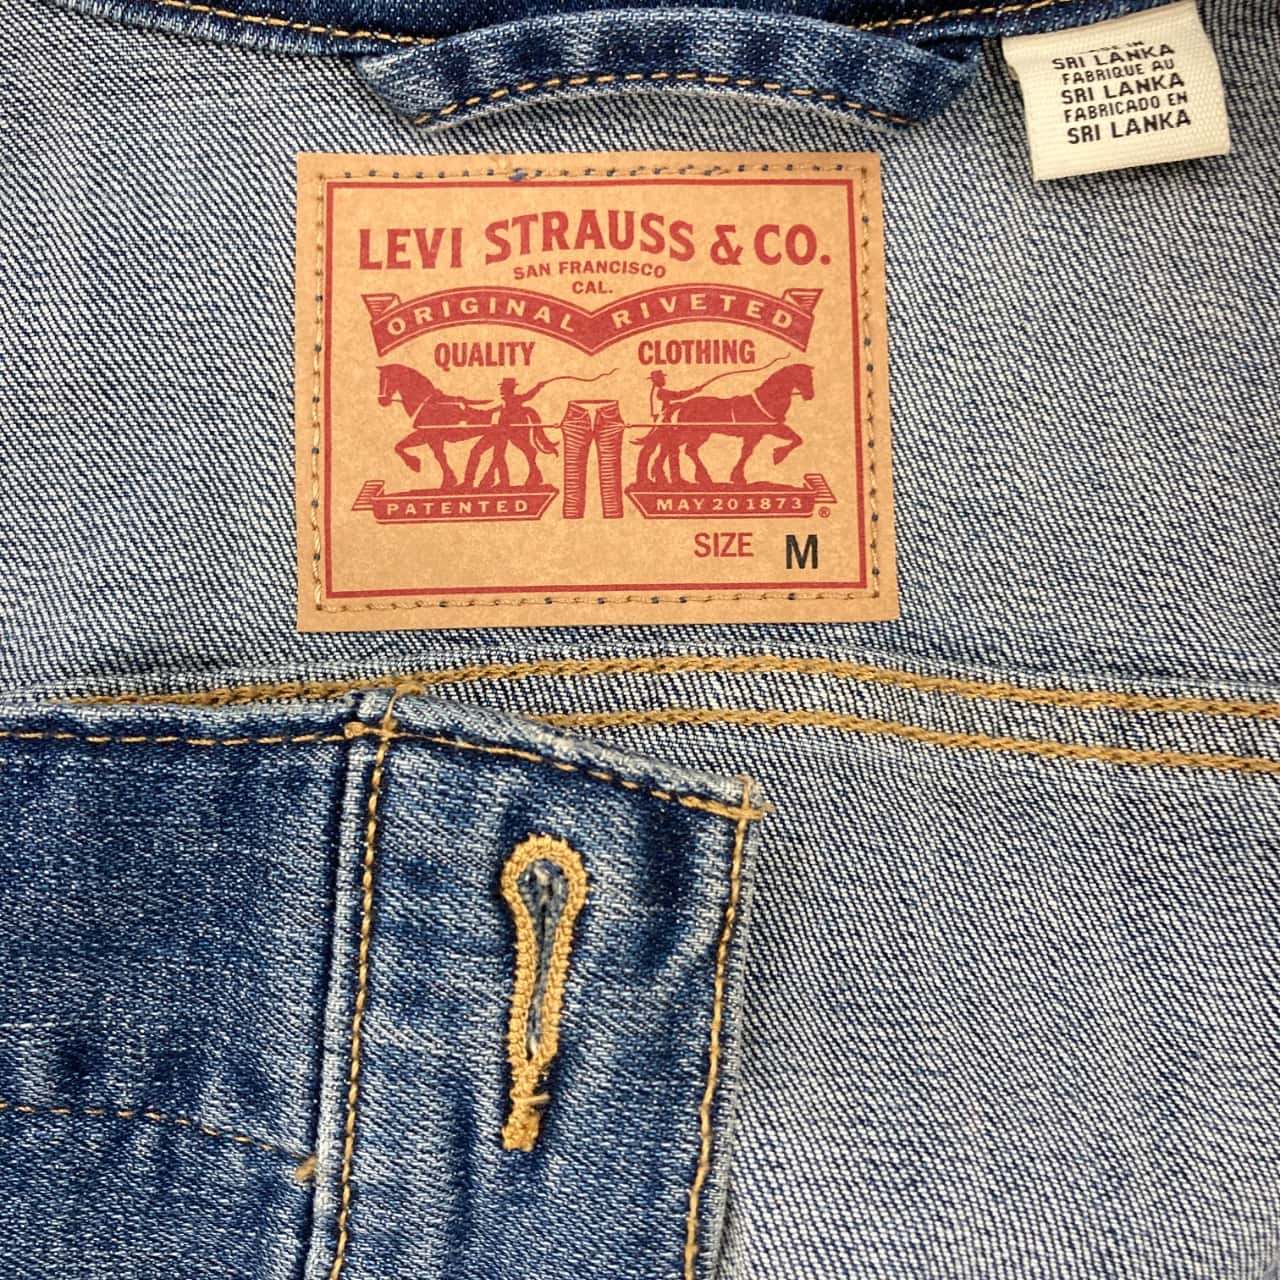 LEVI STRAUSS & CO.
SAN FRANCISCO
CAL.
ORIGINAL RIVETED
QUALITY CLOTHING
PATENTED MAY 20 1873 ®
SIZE M
SRI LANKA
FABRIQUE AU
SRI LANKA
FABRICADO EN
SRI LANKA